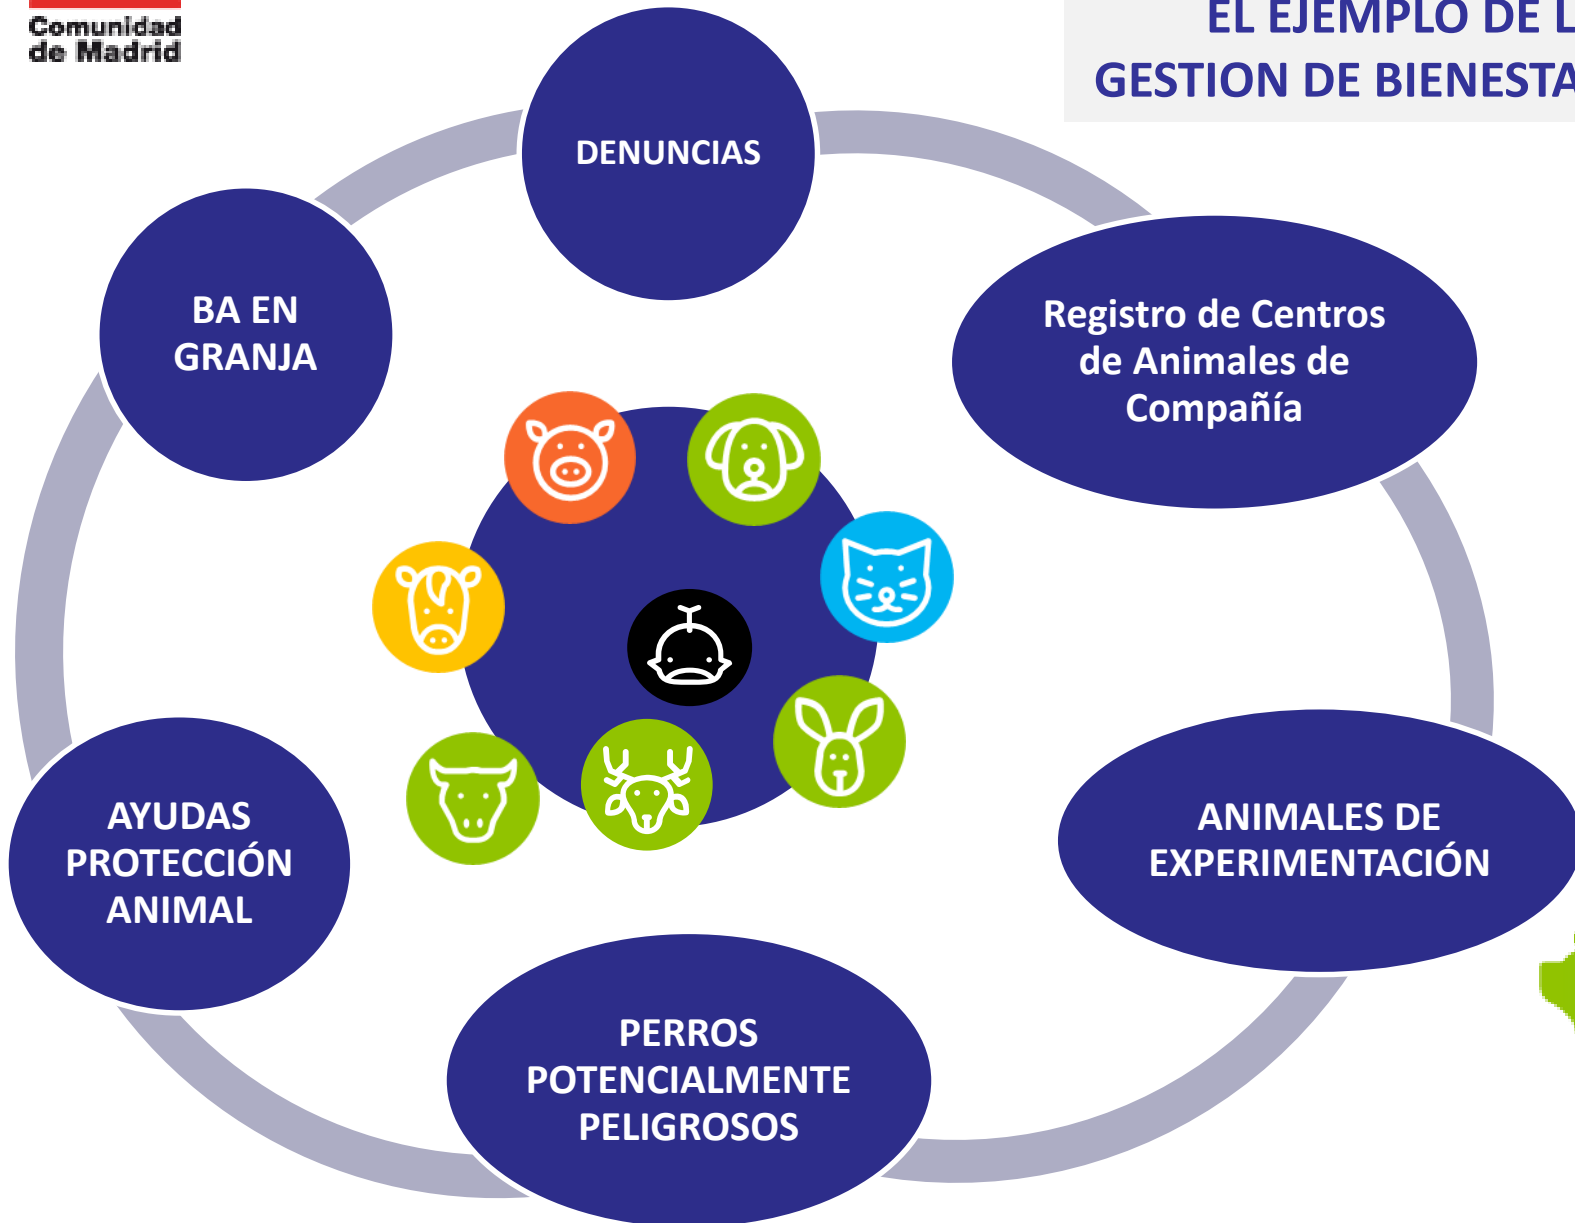 Comunidad
de Madrid
EL EJEMPLO DE L
GESTION DE BIENESTA
DENUNCIAS
BA EN
GRANJA
Registro de Centros
de Animales de
Compañía
AYUDAS
PROTECCIÓN
ANIMAL
ANIMALES DE
EXPERIMENTACIÓN
PERROS
POTENCIALMENTE
PELIGROSOS